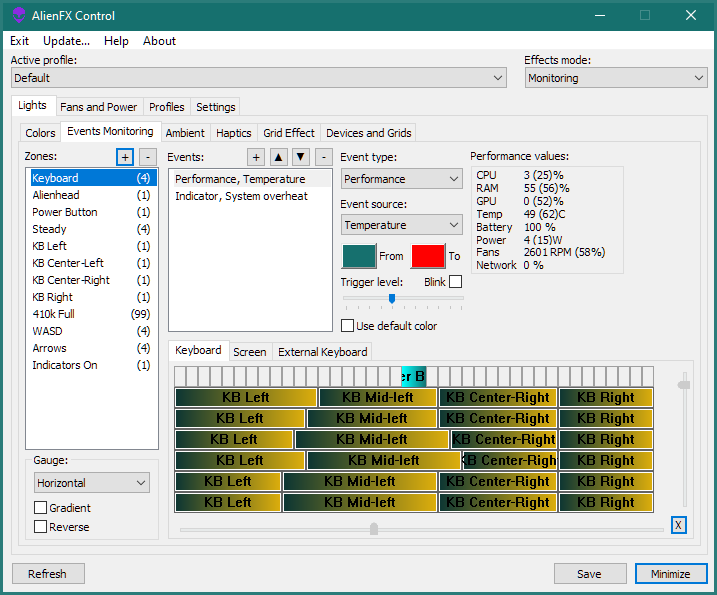 AlienFX Control
Exit Update... Help About
Active profile:
Effects mode:
Default
Monitoring
Lights Fans and Power Profiles Settings
Colors Events Monitoring Ambient Haptics Grid Effect Devices and Grids
Zones: + -
Keyboard (4)
Alienhead (1)
Power Button (1)
Steady (4)
KB Left (1)
KB Center-Left (1)
KB Center-Right (1)
KB Right (1)
410k Full (99)
WASD (4)
Arrows (4)
Indicators On (1)
Gauge:
Horizontal
Gradient
Reverse
Events: + ▲ ▼ -
Performance, Temperature
Indicator, System overheat
Event type:
Performance
Event source:
Temperature
From To
Trigger level: Blink
Use default color
Performance values:
CPU 3 (25)%
RAM 55 (56)%
GPU 0 (52)%
Temp 49 (62)C
Battery 100 %
Power 4 (15)W
Fans 2601 RPM (58%)
Network 0 %
Keyboard Screen External Keyboard
er B
KB Left KB Mid-left KB Center-Right KB Right
KB Left KB Mid-left KB Center-Right KB Right
KB Left KB Mid-left KB Center-Right KB Right
KB Left KB Mid-left KB Center-Righ KB Right
KB Left KB Mid-left KB Center-Right KB Right
KB Left KB Mid-left KB Center-Right KB Right
X
Refresh Save Minimize